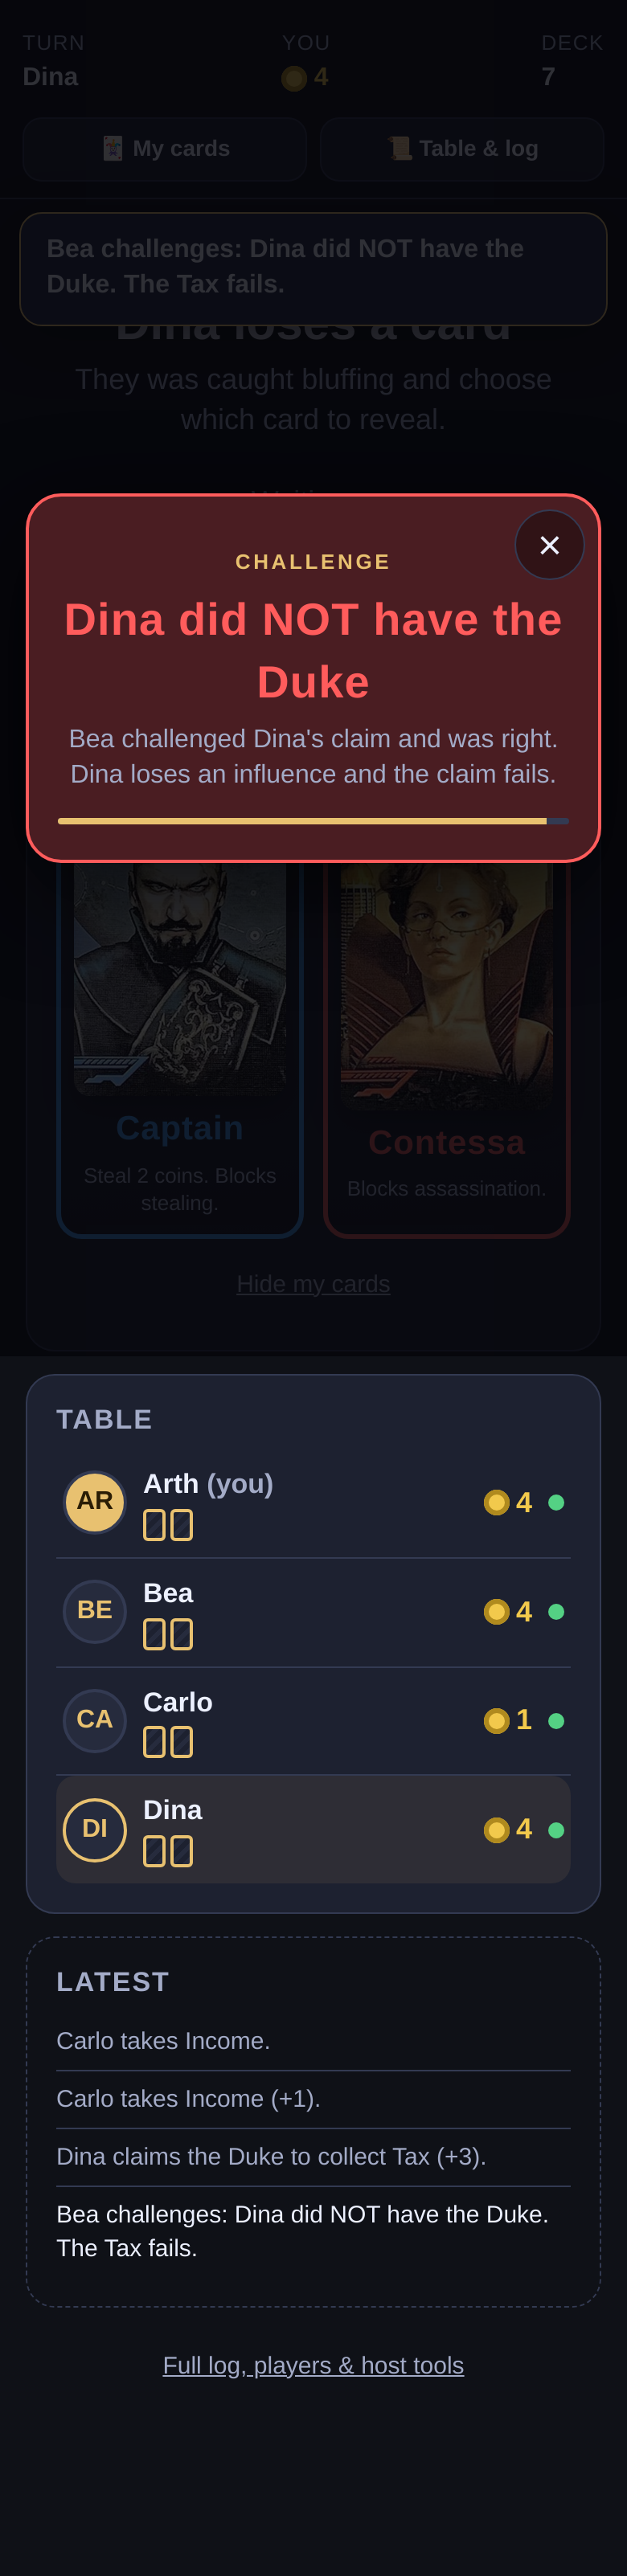 TURN YOU DECK
Dina 4 7
My cards Table & log
Bea challenges: Dina did NOT have the
Duke. The Tax fails.
Dina loses a card
They was caught bluffing and choose
which card to reveal.
CHALLENGE
Dina did NOT have the
Duke
Bea challenged Dina's claim and was right.
Dina loses an influence and the claim fails.
Captain
Steal 2 coins. Blocks
stealing.
Contessa
Blocks assassination.
Hide my cards
TABLE
AR Arth (you) 4
BE Bea 4
CA Carlo 1
DI Dina 4
LATEST
Carlo takes Income.
Carlo takes Income (+1).
Dina claims the Duke to collect Tax (+3).
Bea challenges: Dina did NOT have the Duke.
The Tax fails.
Full log, players & host tools